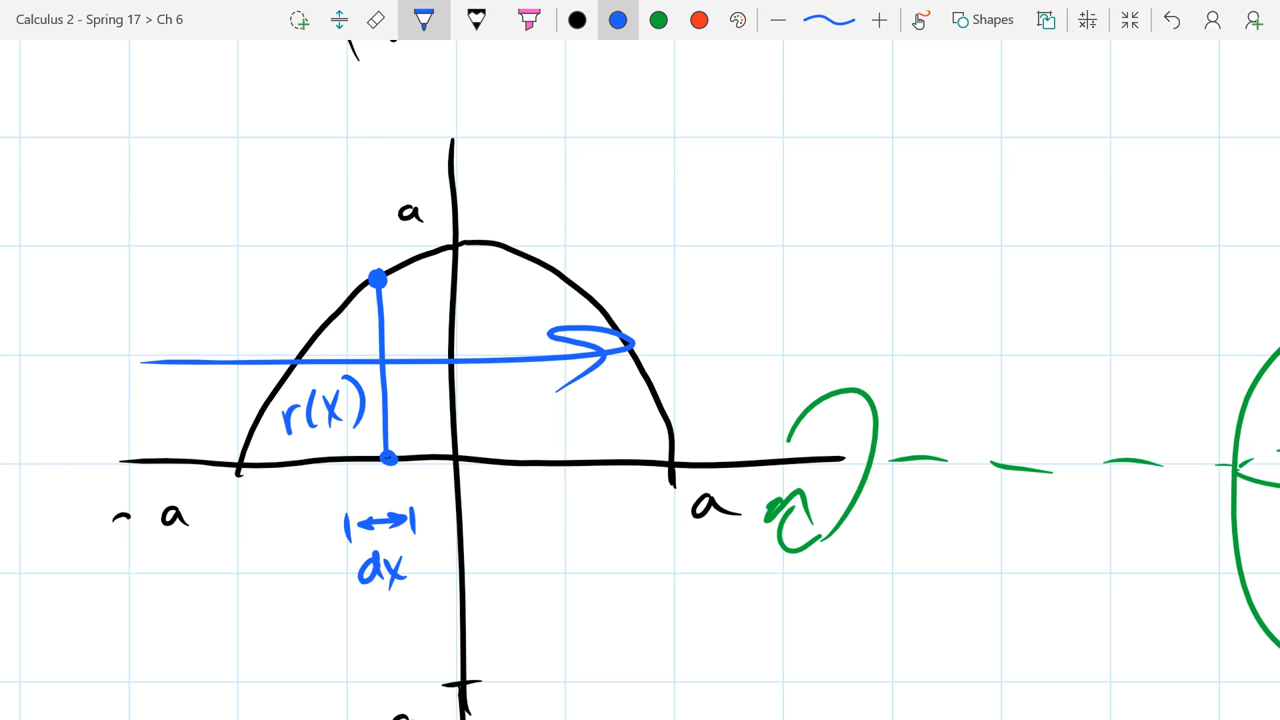 Calculus 2 - Spring 17 > Ch 6
Shapes
a
r(x)
- a
a
dx